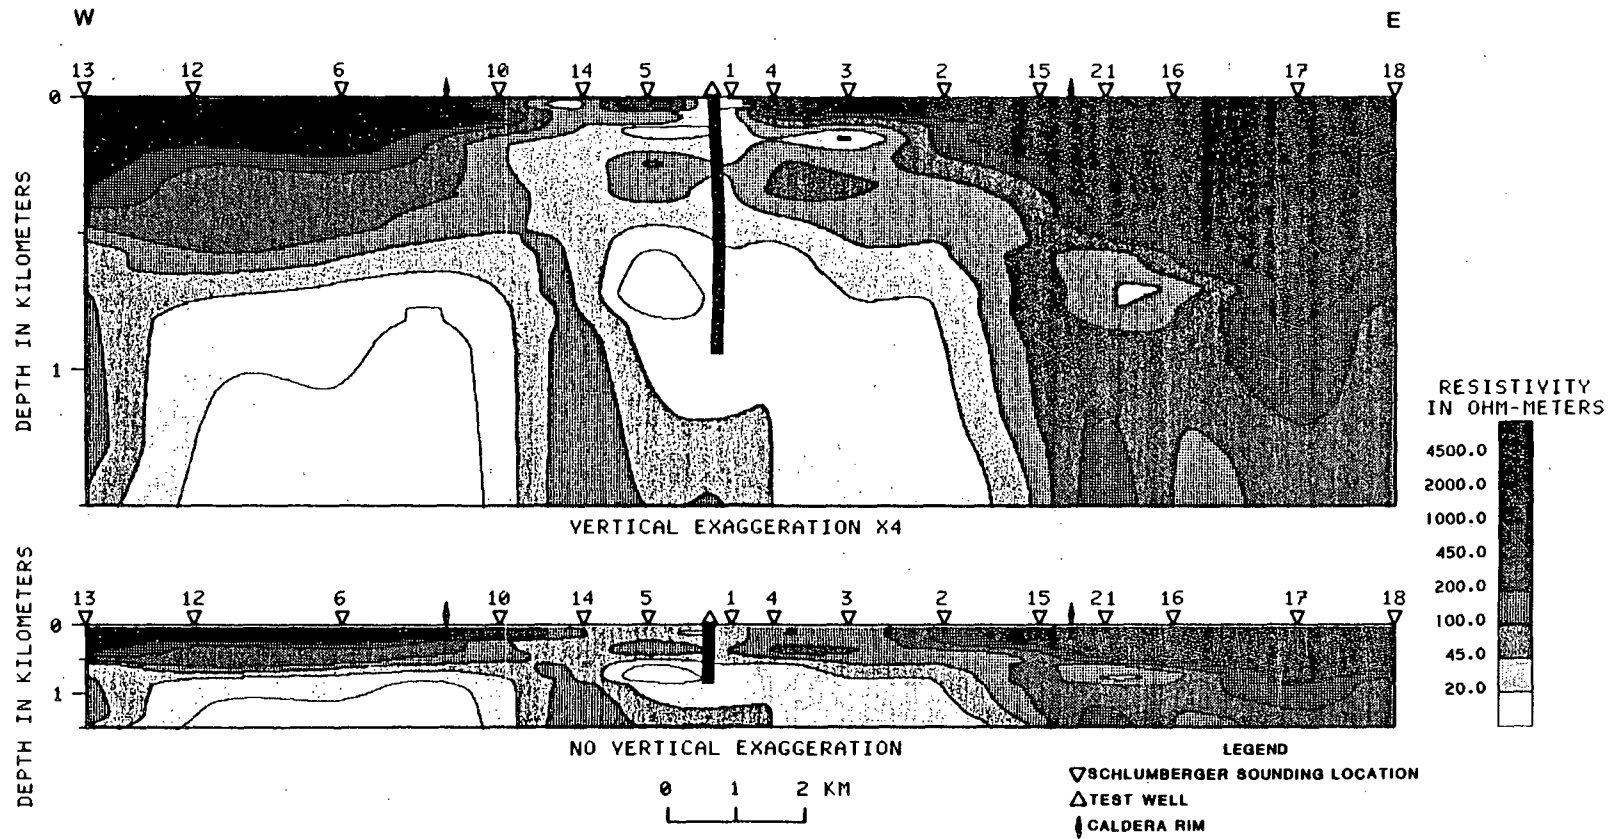 W E
13 12 6 10 14 5 1 4 3 2 15 21 16 17 18
0
1
DEPTH IN KILOMETERS
VERTICAL EXAGGERATION X4
13 12 6 10 14 5 1 4 3 2 15 21 16 17 18
0
1
DEPTH IN KILOMETERS
NO VERTICAL EXAGGERATION
0 1 2 KM
RESISTIVITY
IN OHM-METERS
4500.0
2000.0
1000.0
450.0
200.0
100.0
45.0
20.0
LEGEND
SCHLUMBERGER SOUNDING LOCATION
TEST WELL
CALDERA RIM